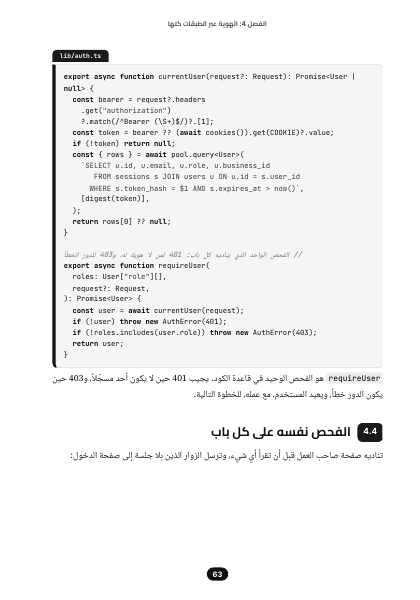 الفصل 4: الهوية عبر الطبقات كلها
lib/auth.ts
export async function currentUser(request?: Request): Promise<User |
null> {
const bearer = request?.headers
.get("authorization")
?.match(/^Bearer (\S+)$/)?.[1];
const token = bearer ?? (await cookies()).get(COOKIE)?.value;
if (!token) return null;
const { rows } = await pool.query<User>(
`SELECT u.id, u.email, u.role, u.business_id
FROM sessions s JOIN users u ON u.id = s.user_id
WHERE s.token_hash = $1 AND s.expires_at > now()`,
[digest(token)],
);
return rows[0] ?? null;
}
// الفحص الواحد الذي يناديه كل باب: 401 لمن لا هوية له، و403 للدور الخطأ
export async function requireUser(
roles: User["role"][],
request?: Request,
): Promise<User> {
const user = await currentUser(request);
if (!user) throw new AuthError(401);
if (!roles.includes(user.role)) throw new AuthError(403);
return user;
}
requireUser هو الفحص الوحيد في قاعدة الكود. يجيب 401 حين لا يكون أحد مسجّلاً، و403 حين
يكون الدور خطأ، ويعيد المستخدم، مع عمله، للخطوة التالية.
4.4 الفحص نفسه على كل باب
تناديه صفحة صاحب العمل قبل أن تقرأ أي شيء، وترسل الزوار الذين بلا جلسة إلى صفحة الدخول:
63